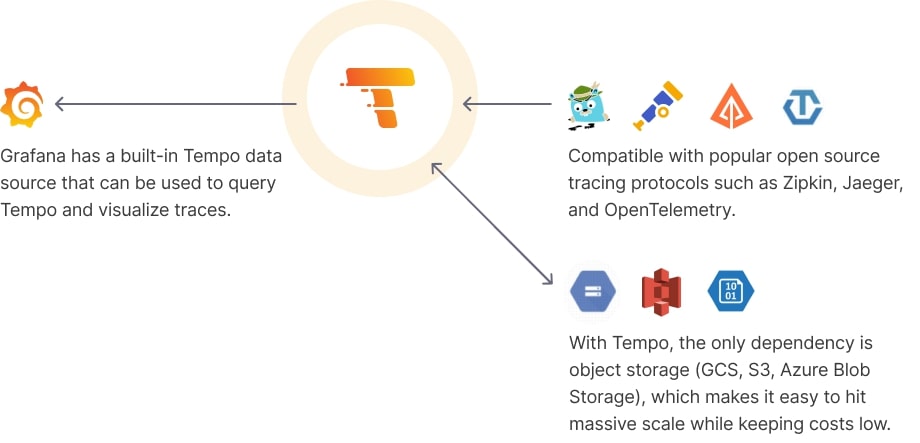 Grafana has a built-in Tempo data
source that can be used to query
Tempo and visualize traces.
Compatible with popular open source
tracing protocols such as Zipkin, Jaeger,
and OpenTelemetry.
10
01
With Tempo, the only dependency is
object storage (GCS, S3, Azure Blob
Storage), which makes it easy to hit
massive scale while keeping costs low.